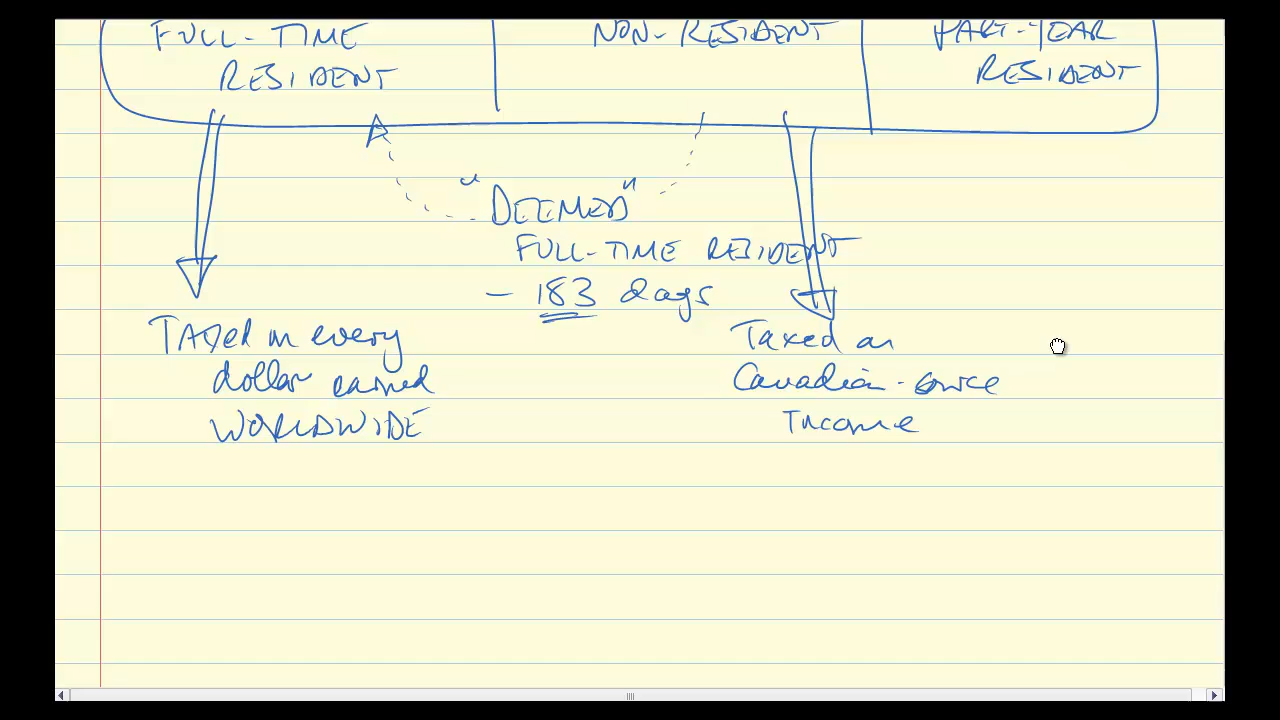 FULL-TIME
RESIDENT
NON-RESIDENT
PART-YEAR
RESIDENT
"DEEMED"
FULL-TIME RESIDENT
- 183 days
TAXed on every
dollar earned
WORLDWIDE
Taxed on
Canadian-source
Income